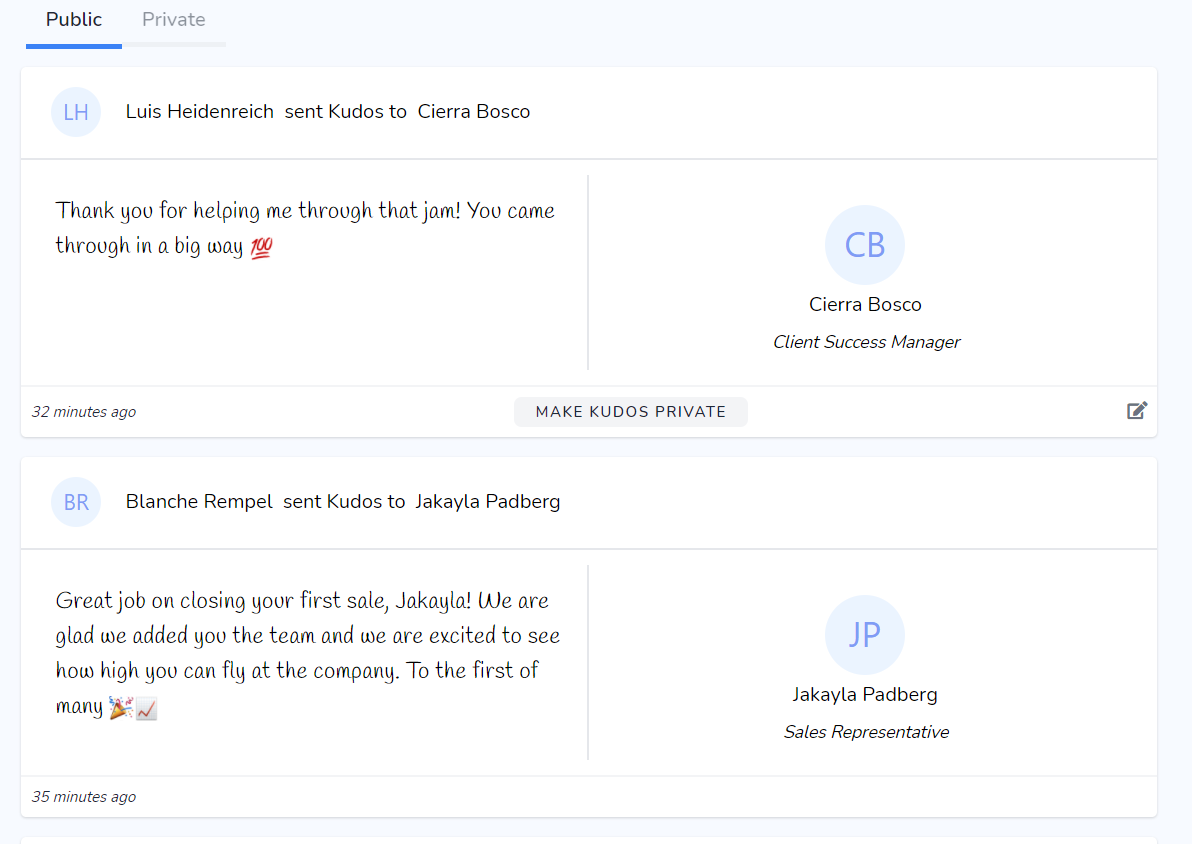 Public Private
LH Luis Heidenreich sent Kudos to Cierra Bosco
Thank you for helping me through that jam! You came
through in a big way 💯
CB
Cierra Bosco
Client Success Manager
32 minutes ago MAKE KUDOS PRIVATE
BR Blanche Rempel sent Kudos to Jakayla Padberg
Great job on closing your first sale, Jakayla! We are
glad we added you the team and we are excited to see
how high you can fly at the company. To the first of
many 🎉📈
JP
Jakayla Padberg
Sales Representative
35 minutes ago